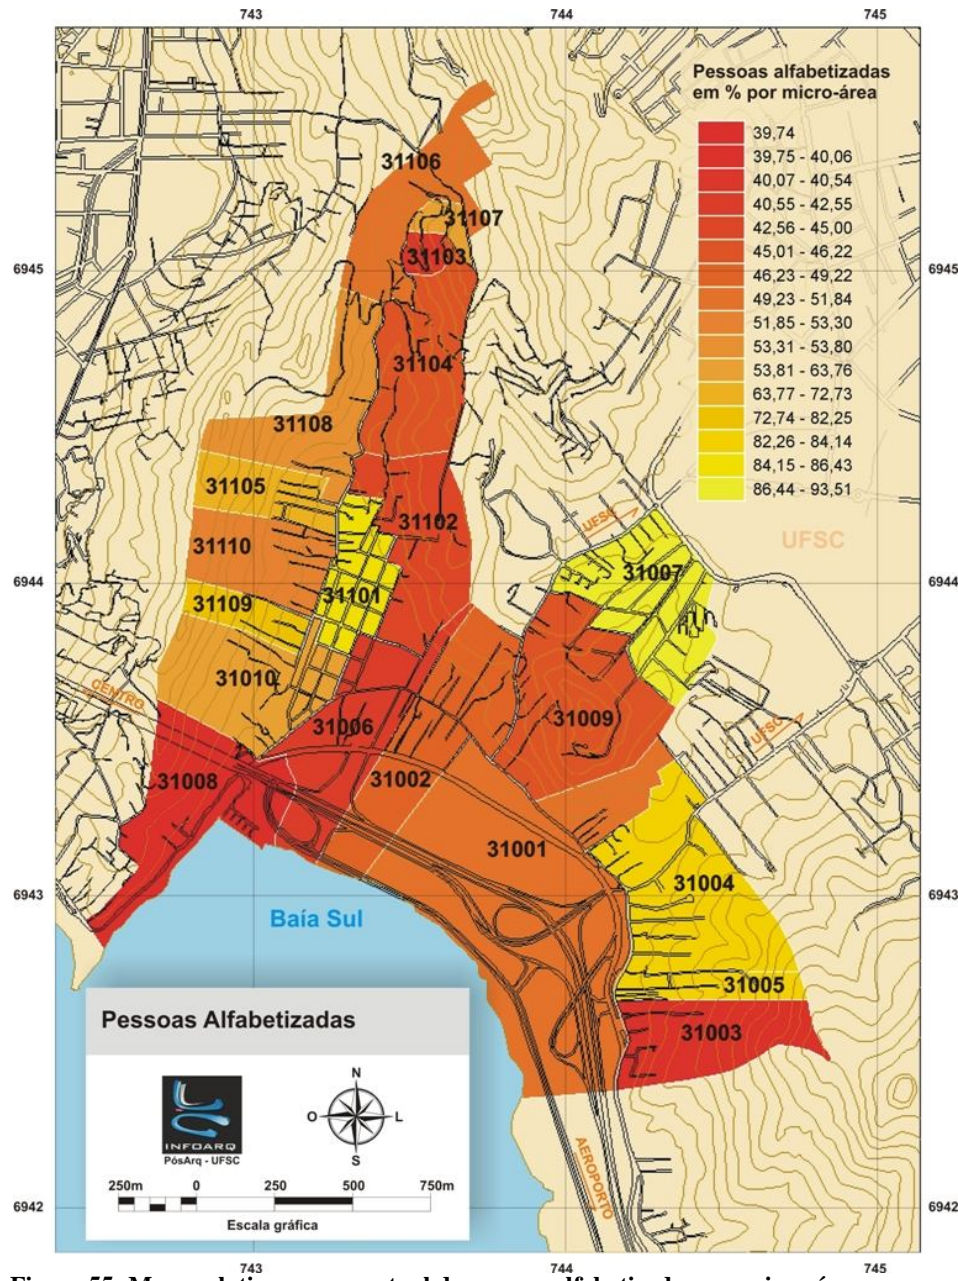 743
744
745
Pessoas alfabetizadas
em % por micro-área
39,74
39,75 - 40,06
40,07 - 40,54
40,55 - 42,55
42,56 - 45,00
45,01 - 46,22
46,23 - 49,22
49,23 - 51,84
51,85 - 53,30
53,31 - 53,80
53,81 - 63,76
63,77 - 72,73
72,74 - 82,25
82,26 - 84,14
84,15 - 86,43
86,44 - 93,51
31106
31107
31103
6945
6945
31104
31108
31105
31102
UFSC
UFSC
31110
31007
6944
6944
31109
31101
31010
CENTRO
31006
31009
UFSC
31008
31002
31001
31004
6943
6943
Baía Sul
31005
31003
Pessoas Alfabetizadas
N
O
L
S
INFOARQ
PósArq - UFSC
250m 0 250 500 750m
Escala gráfica
AEROPORTO
6942
6942
743
744
745